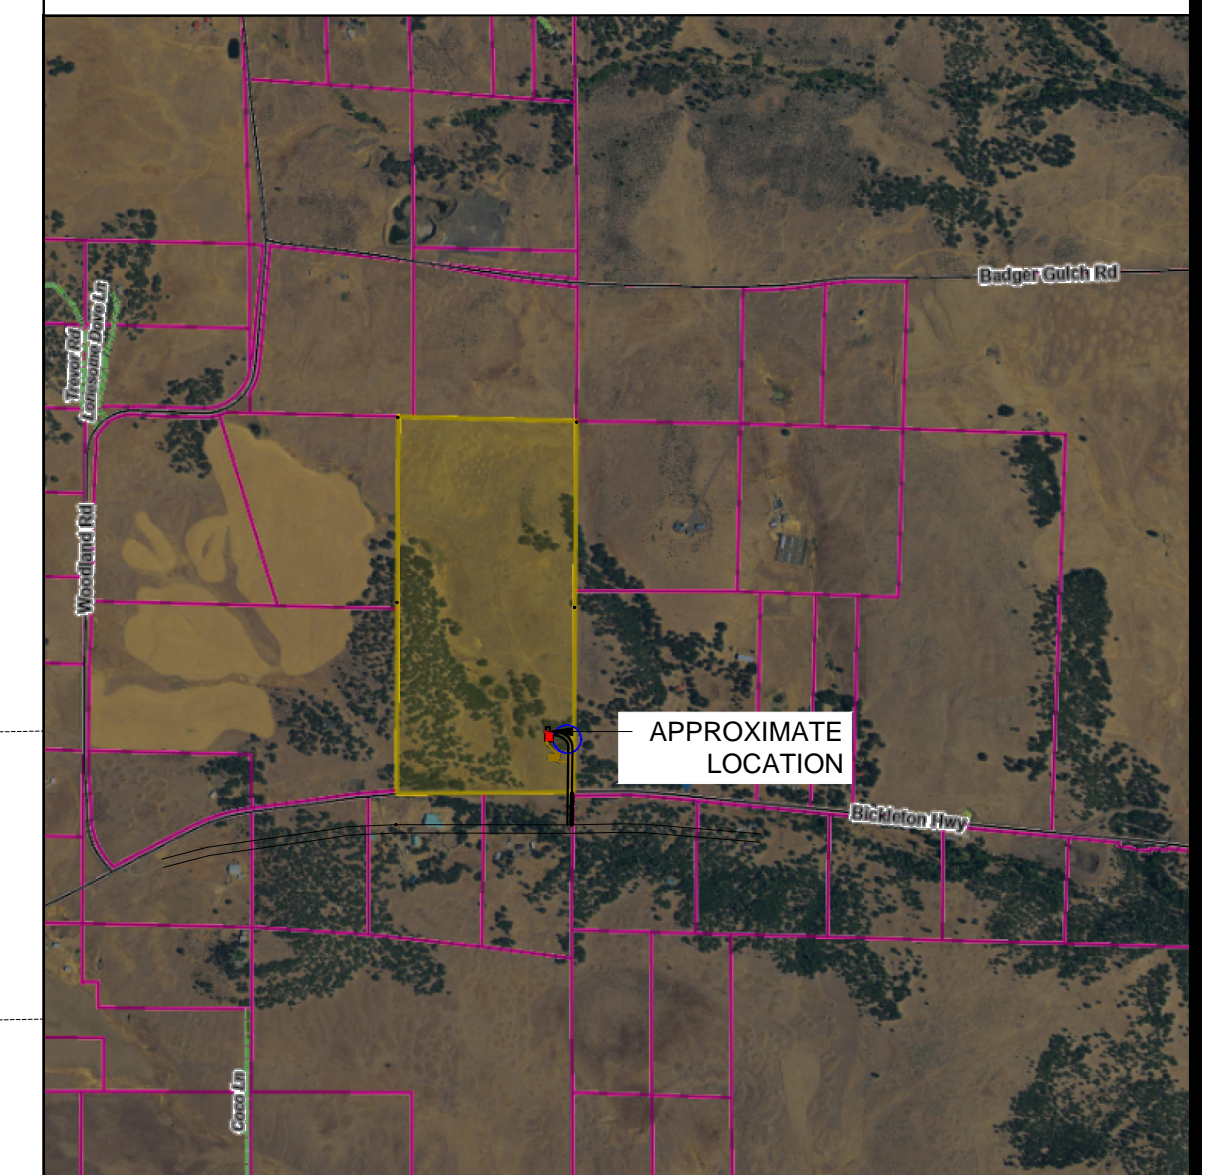 Badger Gulch Rd
Trevor Rd
Lonesome Dove Ln
Woodland Rd
APPROXIMATE
LOCATION
Bickleton Hwy
Coco Ln